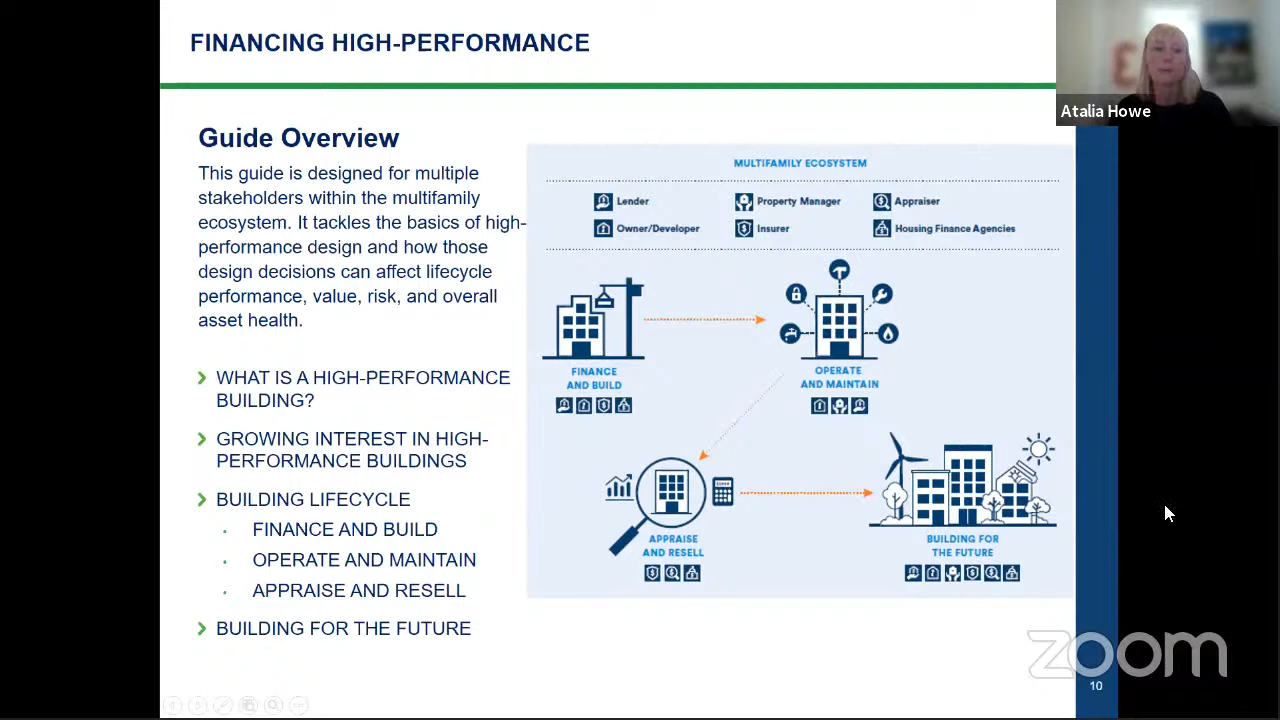 FINANCING HIGH-PERFORMANCE
Atalia Howe
Guide Overview
This guide is designed for multiple
stakeholders within the multifamily
ecosystem. It tackles the basics of high-
performance design and how those
design decisions can affect lifecycle
performance, value, risk, and overall
asset health.
WHAT IS A HIGH-PERFORMANCE
BUILDING?
GROWING INTEREST IN HIGH-
PERFORMANCE BUILDINGS
BUILDING LIFECYCLE
FINANCE AND BUILD
OPERATE AND MAINTAIN
APPRAISE AND RESELL
BUILDING FOR THE FUTURE
MULTIFAMILY ECOSYSTEM
Lender
Property Manager
Appraiser
Owner/Developer
Insurer
Housing Finance Agencies
FINANCE
AND BUILD
OPERATE
AND MAINTAIN
APPRAISE
AND RESELL
BUILDING FOR
THE FUTURE
zoom
10